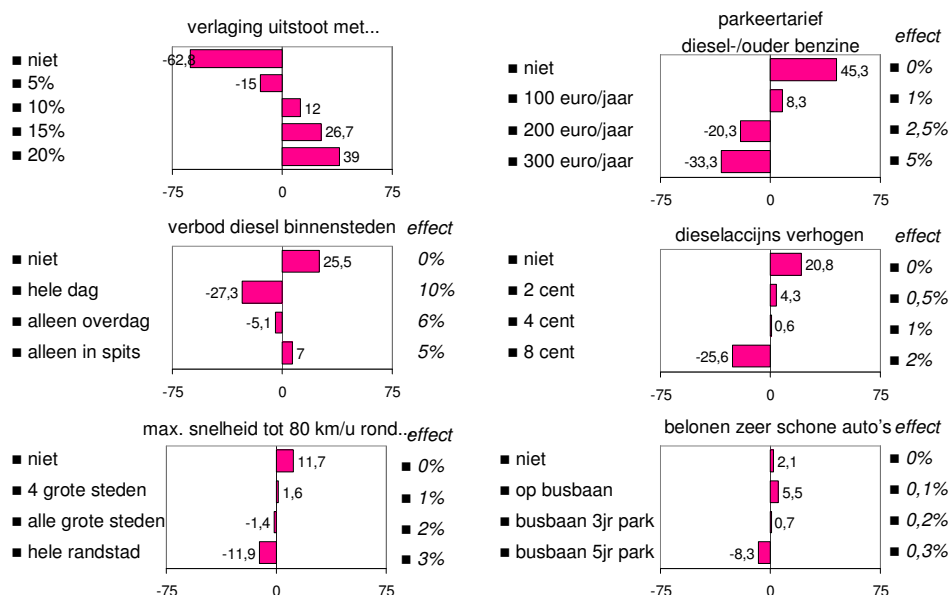 verlaging uitstoot met...
niet
5%
10%
15%
20%
-62,8
-15
12
26,7
39
-75 0 75
parkeertarief
diesel-/ouder benzine
effect
niet
100 euro/jaar
200 euro/jaar
300 euro/jaar
45,3
8,3
-20,3
-33,3
0%
1%
2,5%
5%
-75 0 75
verbod diesel binnensteden effect
niet
hele dag
alleen overdag
alleen in spits
25,5
-27,3
-5,1
7
0%
10%
6%
5%
-75 0 75
dieselaccijns verhogen
effect
niet
2 cent
4 cent
8 cent
20,8
4,3
0,6
-25,6
0%
0,5%
1%
2%
-75 0 75
max. snelheid tot 80 km/u rond.. effect
niet
4 grote steden
alle grote steden
hele randstad
11,7
1,6
-1,4
-11,9
0%
1%
2%
3%
-75 0 75
belonen zeer schone auto's effect
niet
op busbaan
busbaan 3jr park
busbaan 5jr park
2,1
5,5
0,7
-8,3
0%
0,1%
0,2%
0,3%
-75 0 75